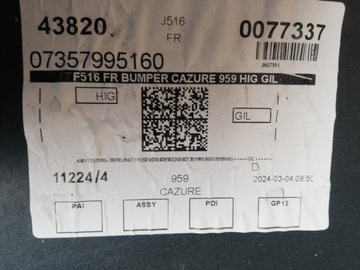 43820 J516 0077337
FR
07357995160
F516 FR BUMPER CAZURE 959 HIG GIL
HIG
GIL
D
11224/4 959 2024-03-04 08:50
CAZURE
PAI ASSY PDI GP12